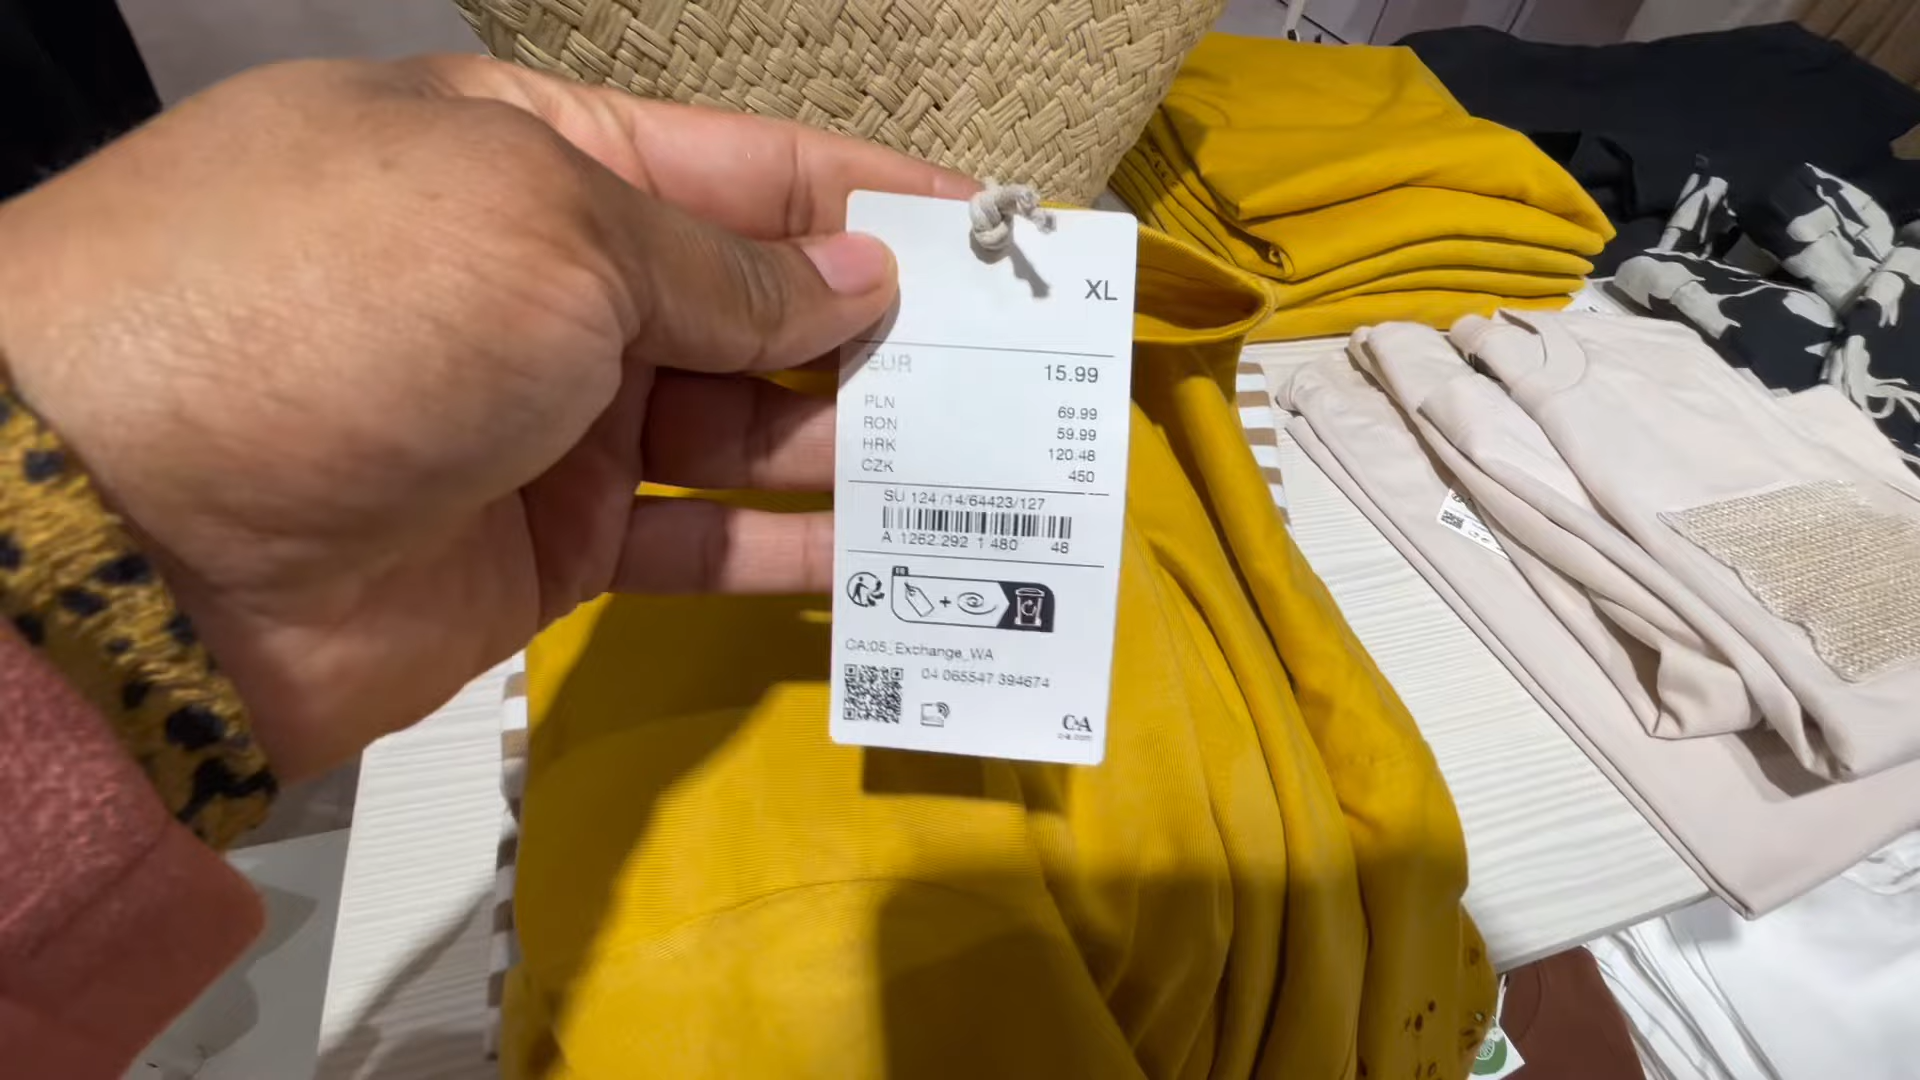 XL
EUR 15.99
PLN 69.99
RON 59.99
HRK 120.48
CZK 450
SU 124 /14/64423/127
A 1262 292 1 480 48
FR
+
CA:05_Exchange_WA
04 065547 394674
C&A